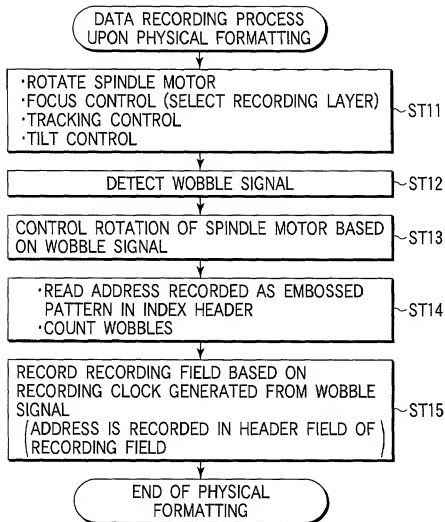 DATA RECORDING PROCESS
UPON PHYSICAL FORMATTING
·ROTATE SPINDLE MOTOR
·FOCUS CONTROL (SELECT RECORDING LAYER)
·TRACKING CONTROL
·TILT CONTROL
ST11
DETECT WOBBLE SIGNAL
ST12
CONTROL ROTATION OF SPINDLE MOTOR BASED
ON WOBBLE SIGNAL
ST13
·READ ADDRESS RECORDED AS EMBOSSED
PATTERN IN INDEX HEADER
·COUNT WOBBLES
ST14
RECORD RECORDING FIELD BASED ON
RECORDING CLOCK GENERATED FROM WOBBLE
SIGNAL
(ADDRESS IS RECORDED IN HEADER FIELD OF
RECORDING FIELD)
ST15
END OF PHYSICAL
FORMATTING